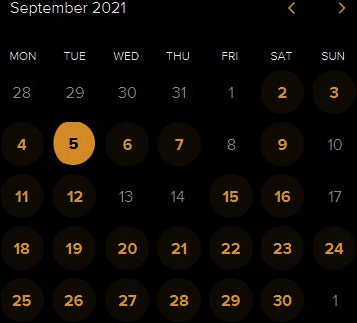 September 2021
MON TUE WED THU FRI SAT SUN
28 29 30 31 1 2 3
4 5 6 7 8 9 10
11 12 13 14 15 16 17
18 19 20 21 22 23 24
25 26 27 28 29 30 1